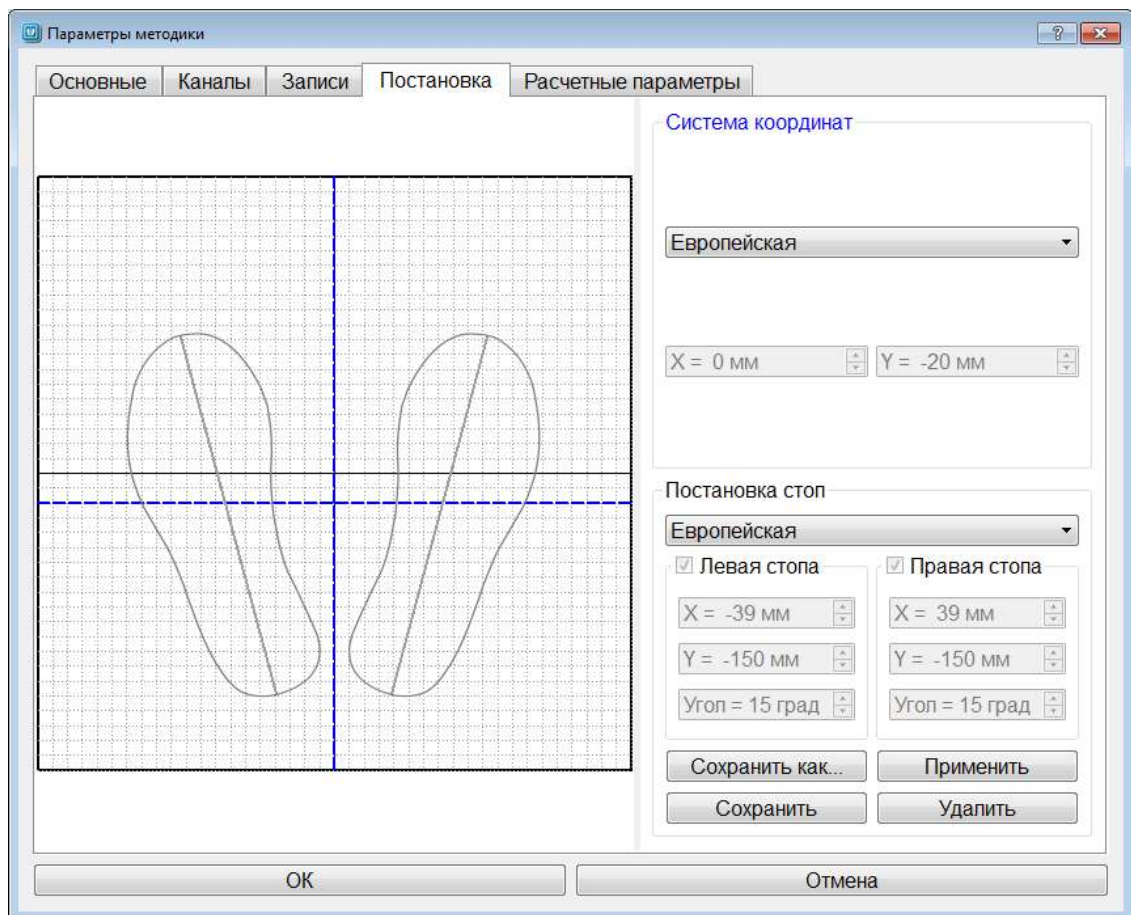 Параметры методики
Основные Каналы Записи Постановка Расчетные параметры
Система координат
Европейская
X = 0 мм Y = -20 мм
Постановка стоп
Европейская
Левая стопа Правая стопа
X = -39 мм X = 39 мм
Y = -150 мм Y = -150 мм
Угол = 15 град Угол = 15 град
Сохранить как... Применить
Сохранить Удалить
ОК Отмена